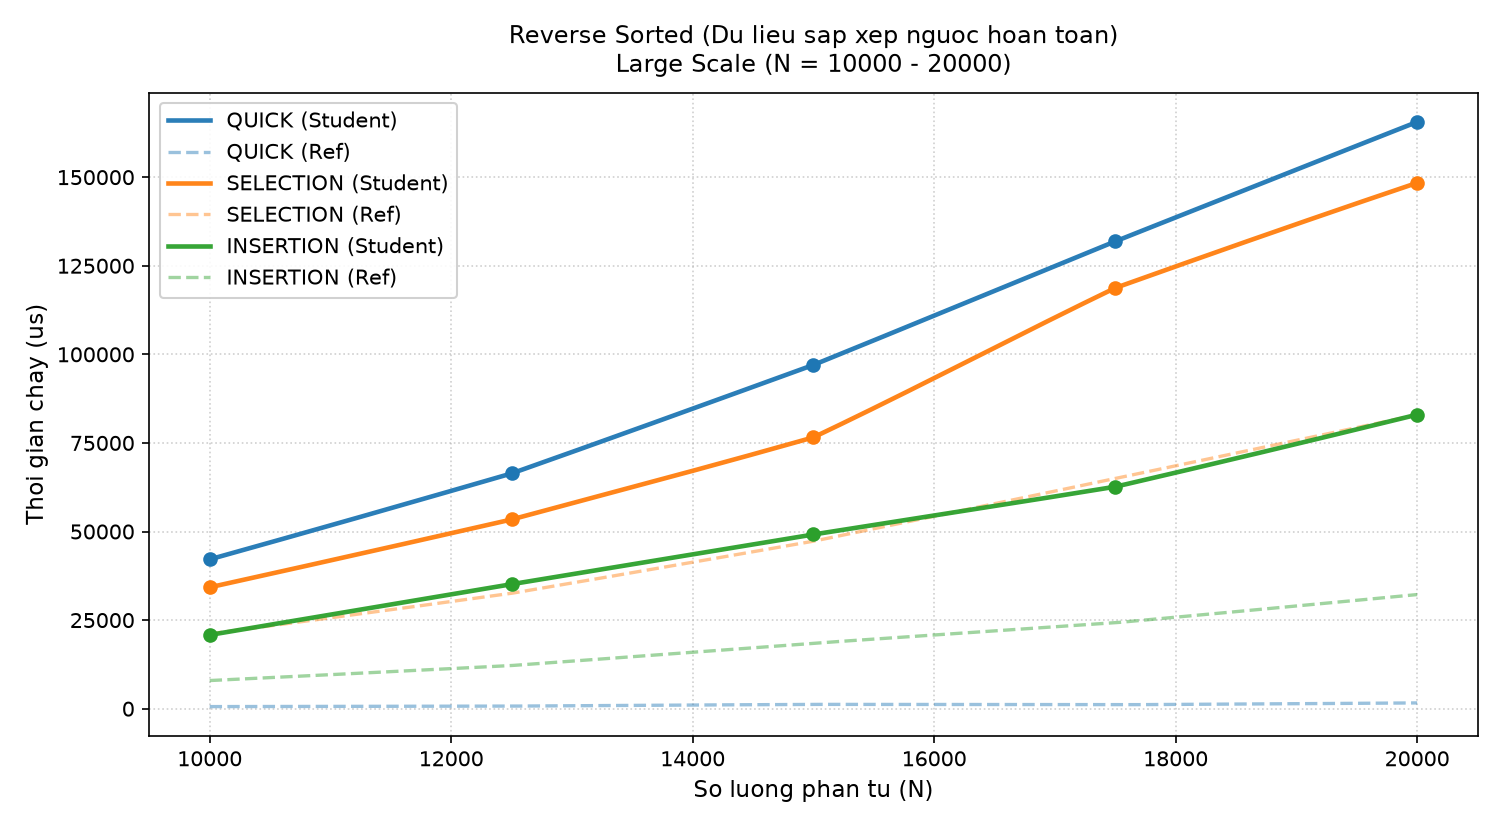 Reverse Sorted (Du lieu sap xep nguoc hoan toan)
Large Scale (N = 10000 - 20000)
QUICK (Student)
QUICK (Ref)
SELECTION (Student)
SELECTION (Ref)
INSERTION (Student)
INSERTION (Ref)
Thoi gian chay (us)
150000
125000
100000
75000
50000
25000
0
10000 12000 14000 16000 18000 20000
So luong phan tu (N)